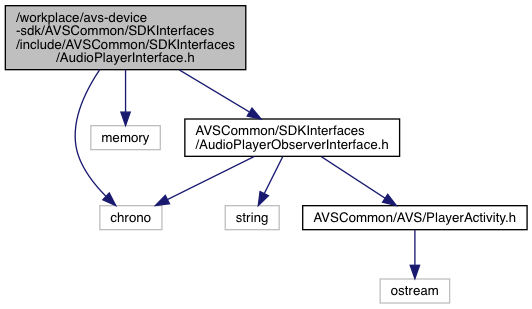 /workplace/avs-device
-sdk/AVSCommon/SDKInterfaces
/include/AVSCommon/SDKInterfaces
/AudioPlayerInterface.h
memory
AVSCommon/SDKInterfaces
/AudioPlayerObserverInterface.h
chrono
string
AVSCommon/AVS/PlayerActivity.h
ostream